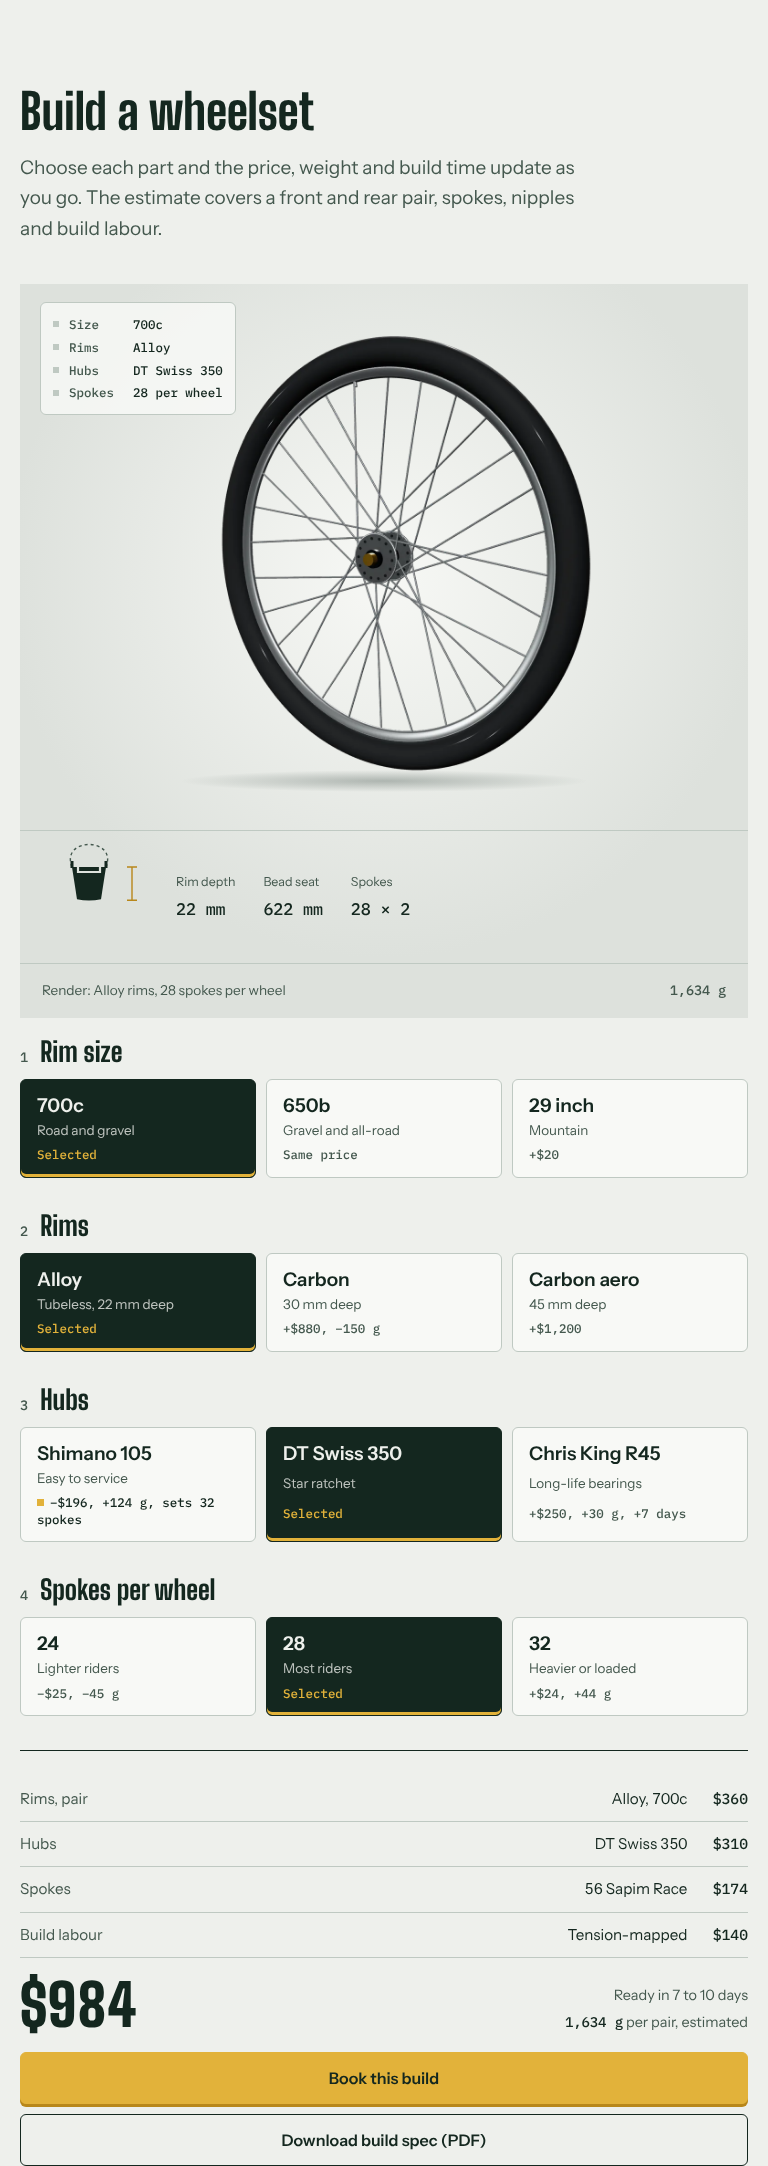 Build a wheelset
Choose each part and the price, weight and build time update as
you go. The estimate covers a front and rear pair, spokes, nipples
and build labour.
Size 700c
Rims Alloy
Hubs DT Swiss 350
Spokes 28 per wheel
Rim depth Bead seat Spokes
22 mm 622 mm 28 × 2
Render: Alloy rims, 28 spokes per wheel 1,634 g
1 Rim size
700c
Road and gravel
Selected
650b
Gravel and all-road
Same price
29 inch
Mountain
+$20
2 Rims
Alloy
Tubeless, 22 mm deep
Selected
Carbon
30 mm deep
+$880, −150 g
Carbon aero
45 mm deep
+$1,200
3 Hubs
Shimano 105
Easy to service
−$196, +124 g, sets 32
spokes
DT Swiss 350
Star ratchet
Selected
Chris King R45
Long-life bearings
+$250, +30 g, +7 days
4 Spokes per wheel
24
Lighter riders
−$25, −45 g
28
Most riders
Selected
32
Heavier or loaded
+$24, +44 g
Rims, pair Alloy, 700c $360
Hubs DT Swiss 350 $310
Spokes 56 Sapim Race $174
Build labour Tension-mapped $140
$984
Ready in 7 to 10 days
1,634 g per pair, estimated
Book this build
Download build spec (PDF)